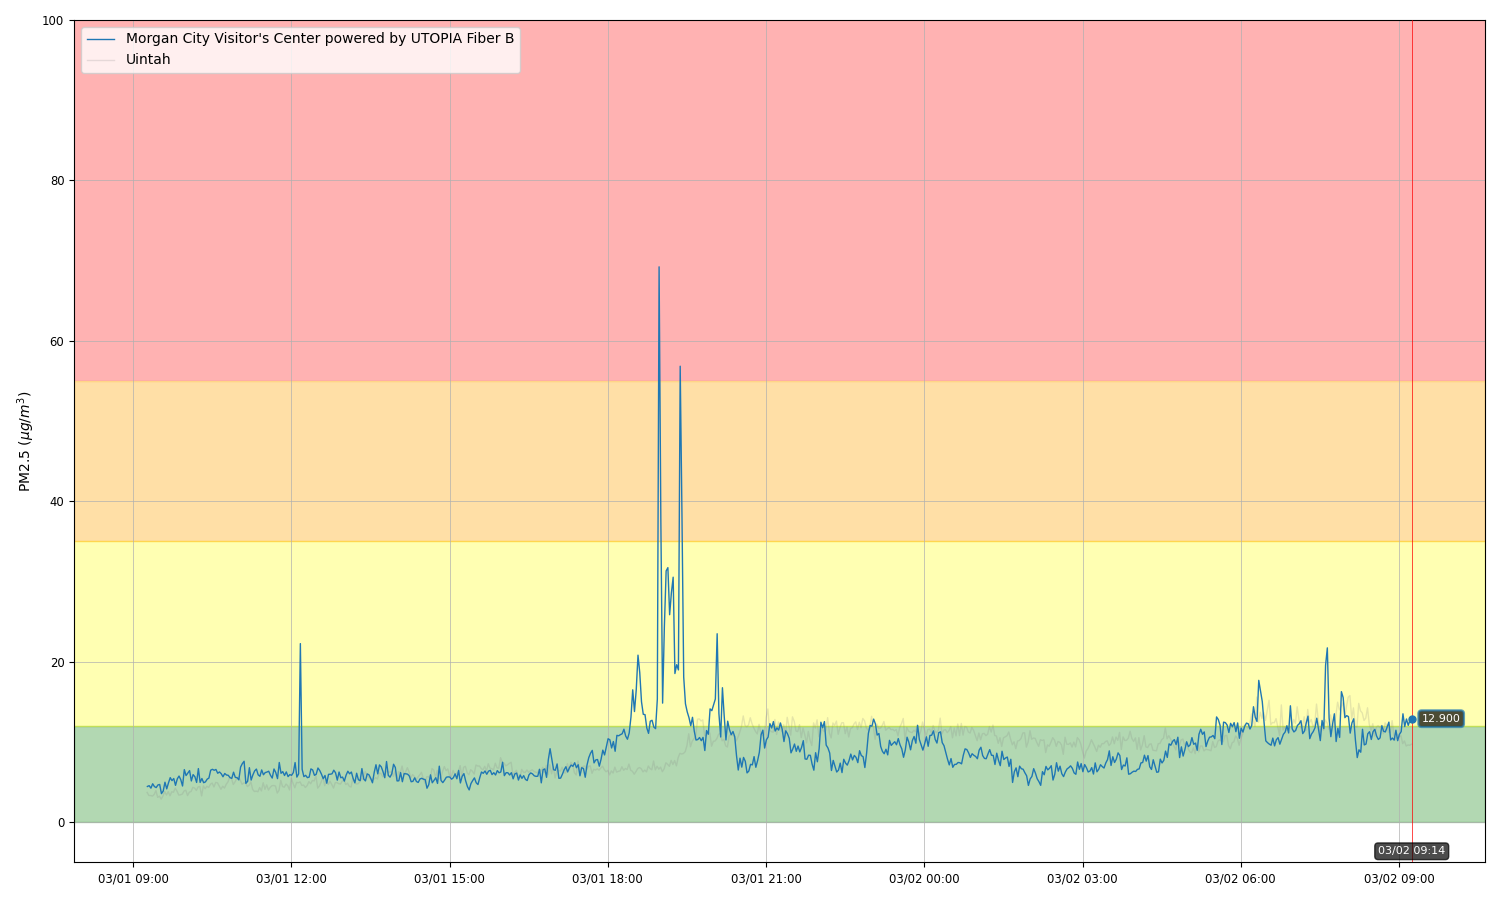 100
80
60
40
20
0
PM2.5 (μg/m³)
Morgan City Visitor's Center powered by UTOPIA Fiber B
Uintah
12.900
03/02 09:14
03/01 09:00 03/01 12:00 03/01 15:00 03/01 18:00 03/01 21:00 03/02 00:00 03/02 03:00 03/02 06:00 03/02 09:00